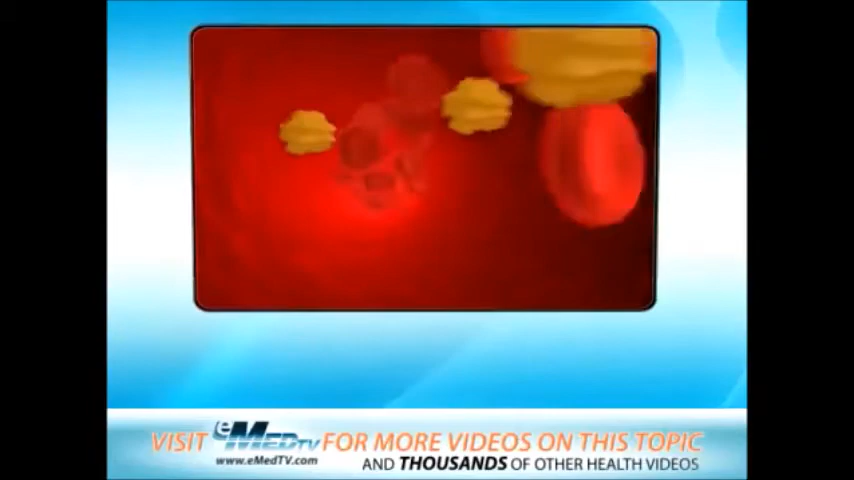 VISIT eMEDTV FOR MORE VIDEOS ON THIS TOPIC
www.eMedTV.com AND THOUSANDS OF OTHER HEALTH VIDEOS